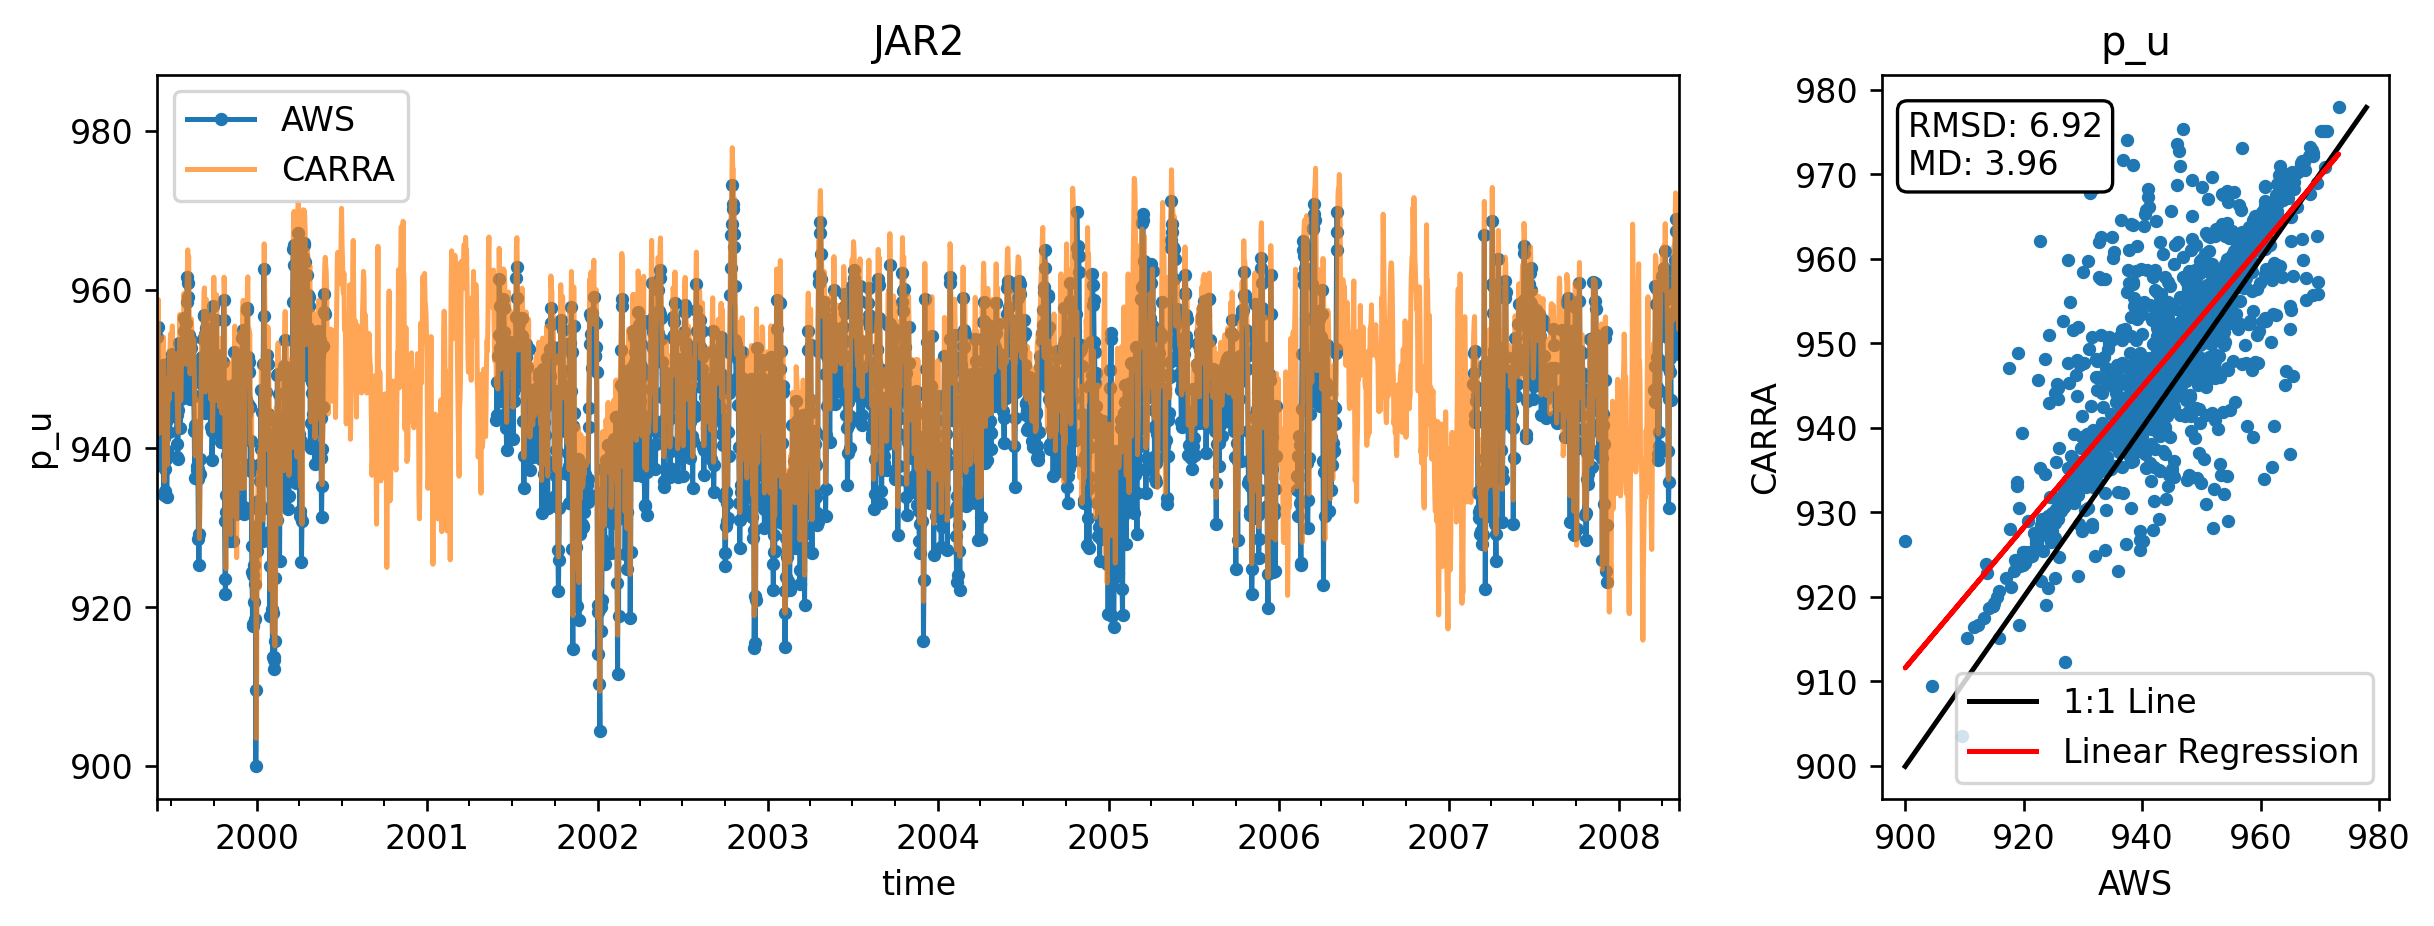 JAR2
AWS
CARRA
980
960
940
920
900
p_u
2000 2001 2002 2003 2004 2005 2006 2007 2008
time
p_u
RMSD: 6.92
MD: 3.96
980
970
960
950
940
930
920
910
900
CARRA
1:1 Line
Linear Regression
900 920 940 960 980
AWS